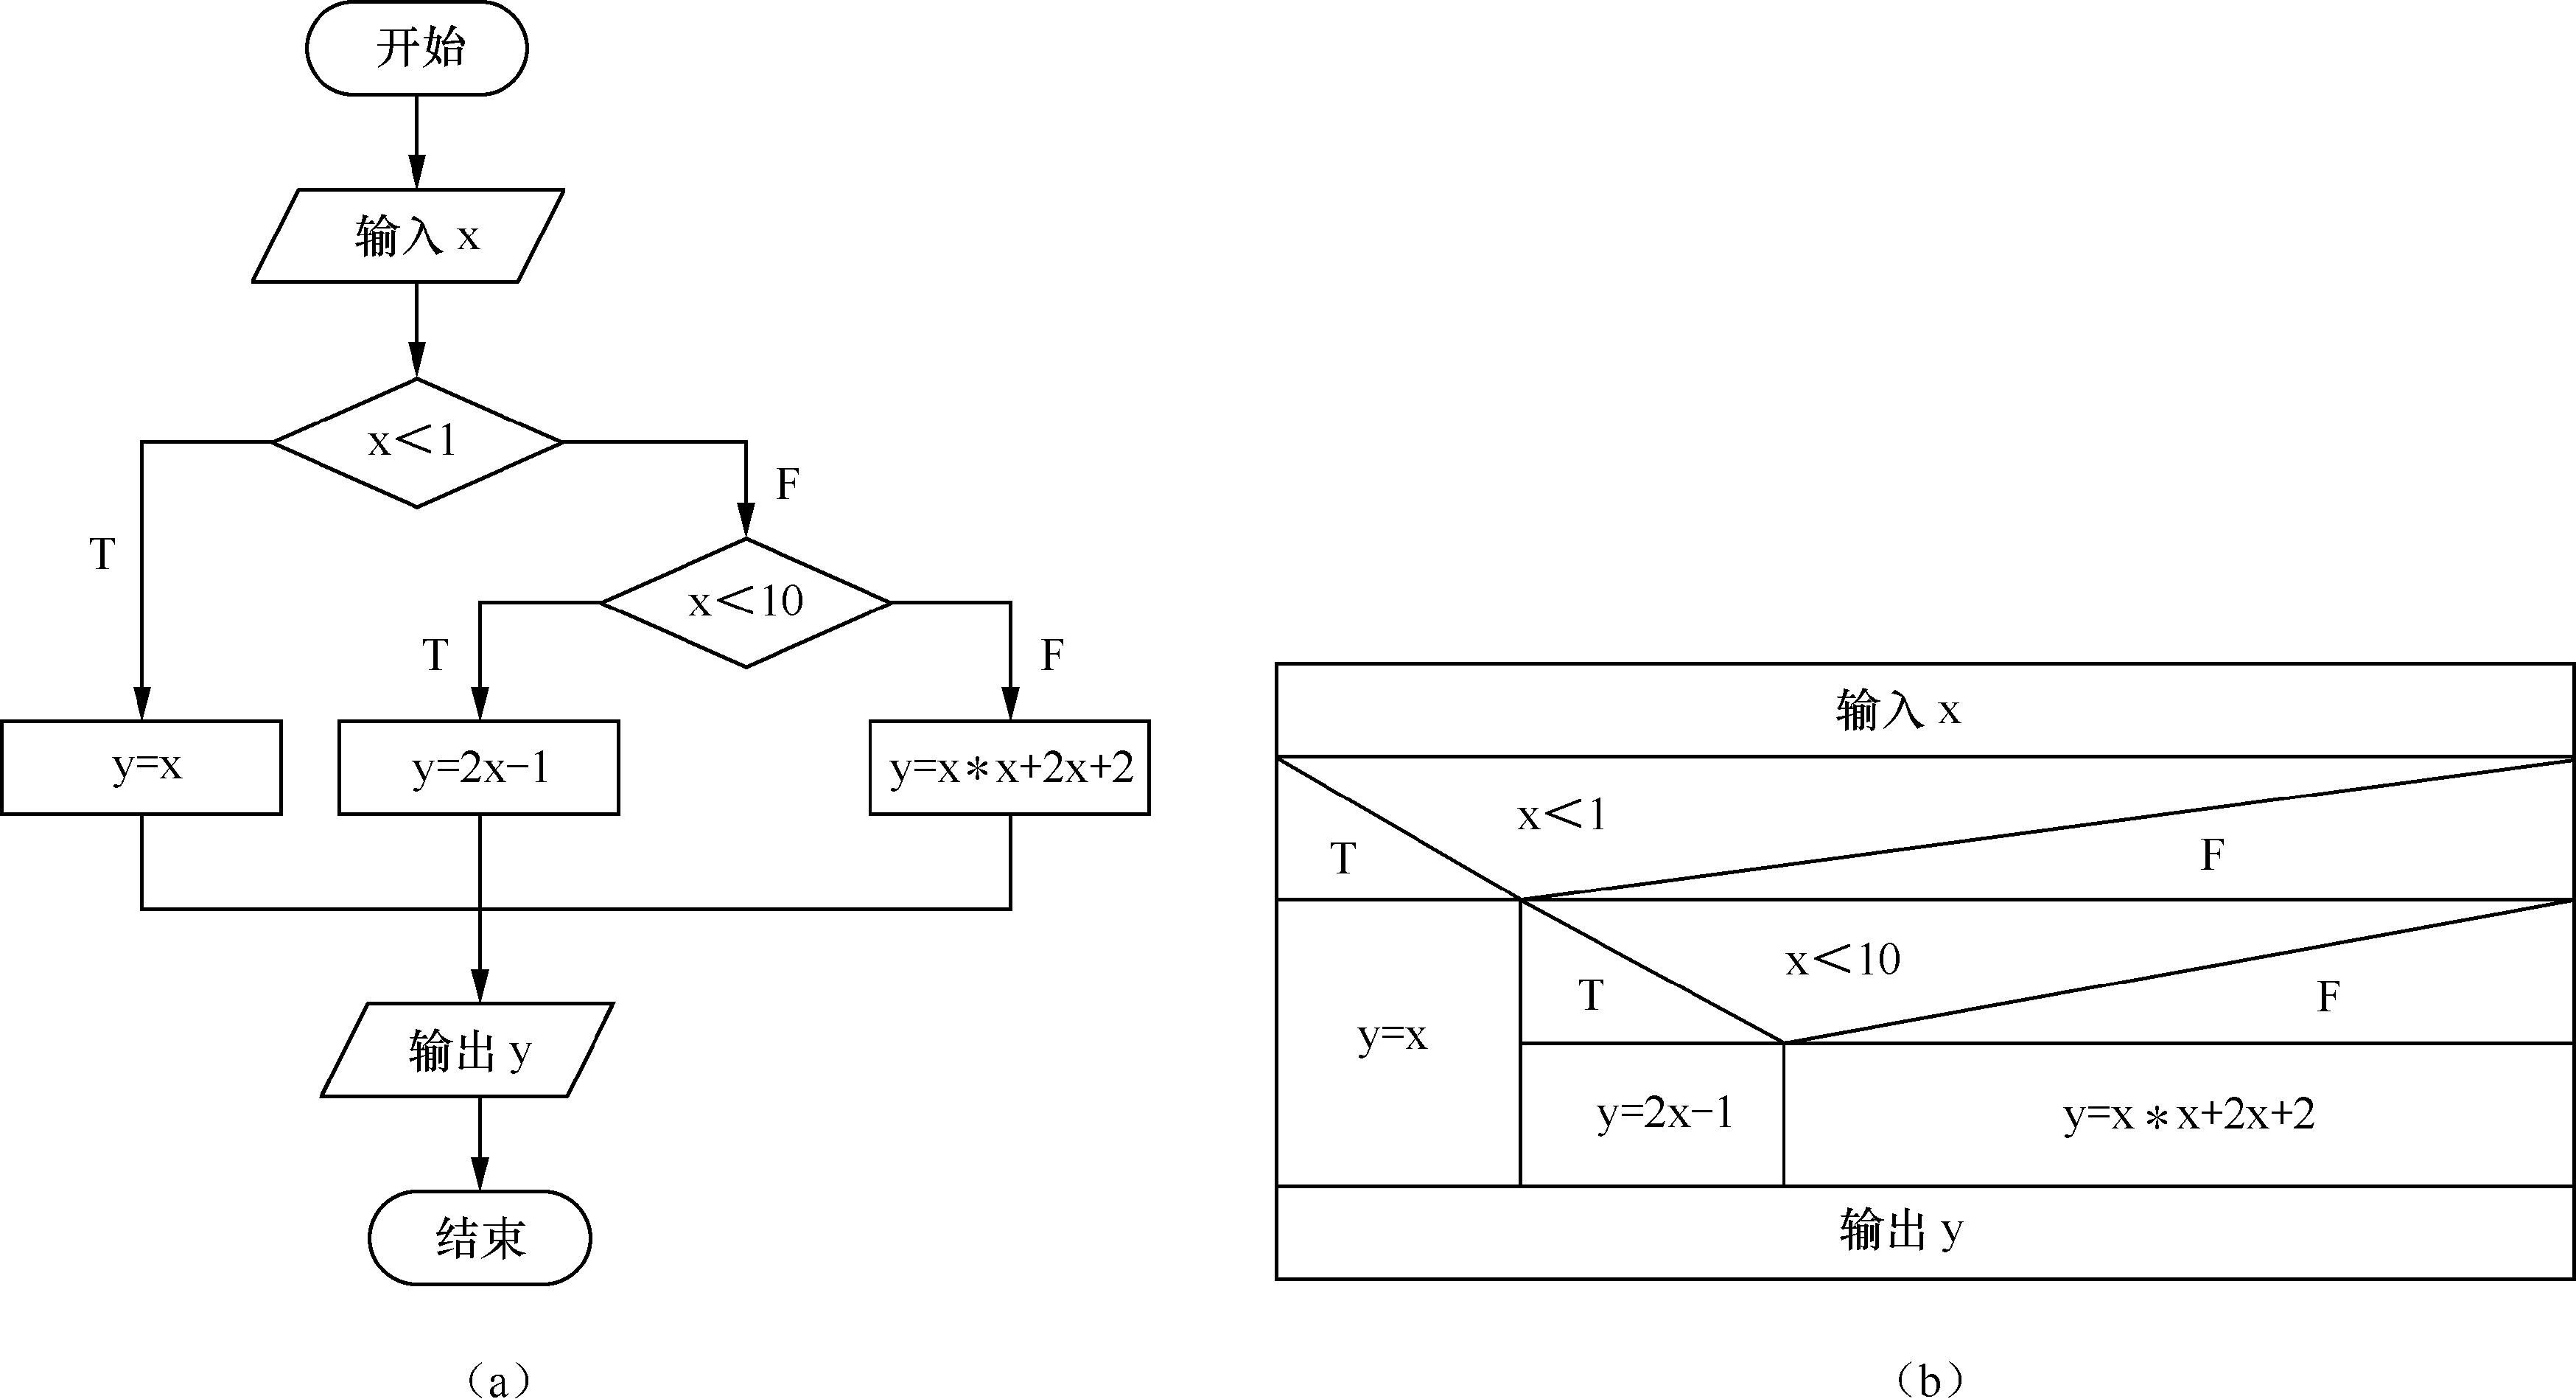 开始
输入 x
x<1
T
F
x<10
T
F
y=x
y=2x-1
y=x*x+2x+2
输出 y
结束
(a)
输入 x
x<1
T
F
x<10
T
F
y=x
y=2x-1
y=x*x+2x+2
输出 y
(b)